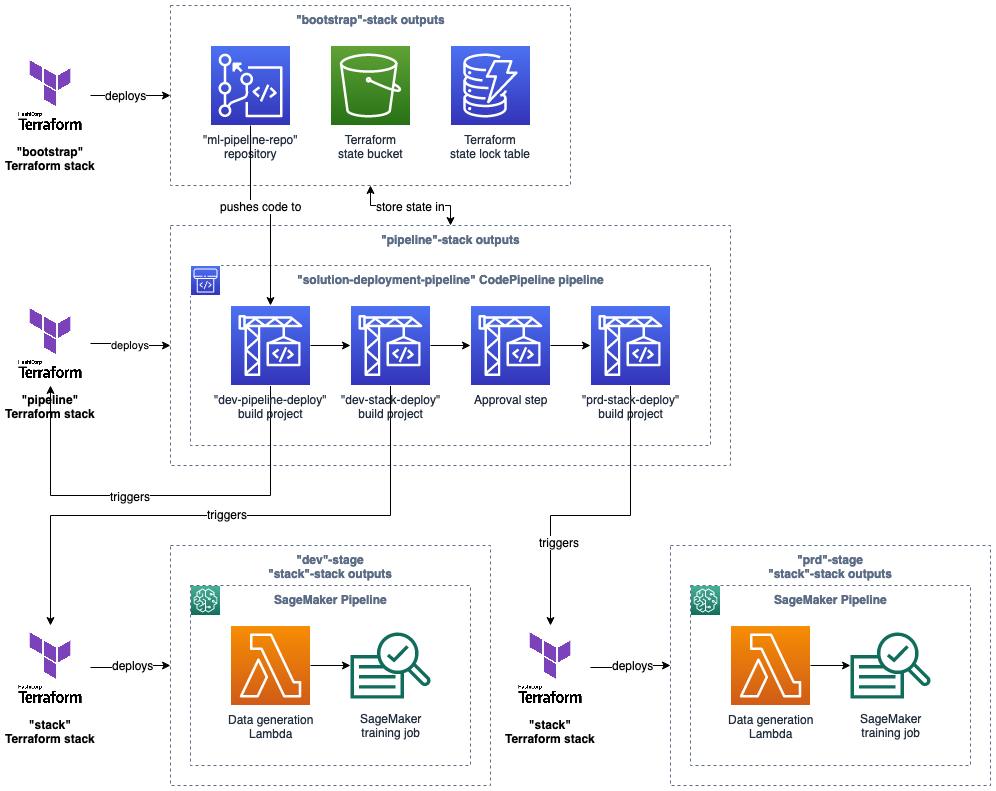 "bootstrap"-stack outputs
HashiCorp
Terraform
"bootstrap"
Terraform stack
deploys
"ml-pipeline-repo"
repository
Terraform
state bucket
Terraform
state lock table
pushes code to
store state in
"pipeline"-stack outputs
"solution-deployment-pipeline" CodePipeline pipeline
HashiCorp
Terraform
"pipeline"
Terraform stack
deploys
"dev-pipeline-deploy"
build project
"dev-stack-deploy"
build project
Approval step
"prd-stack-deploy"
build project
triggers
triggers
triggers
"dev"-stage
"stack"-stack outputs
SageMaker Pipeline
HashiCorp
Terraform
"stack"
Terraform stack
deploys
Data generation
Lambda
SageMaker
training job
"prd"-stage
"stack"-stack outputs
SageMaker Pipeline
HashiCorp
Terraform
"stack"
Terraform stack
deploys
Data generation
Lambda
SageMaker
training job